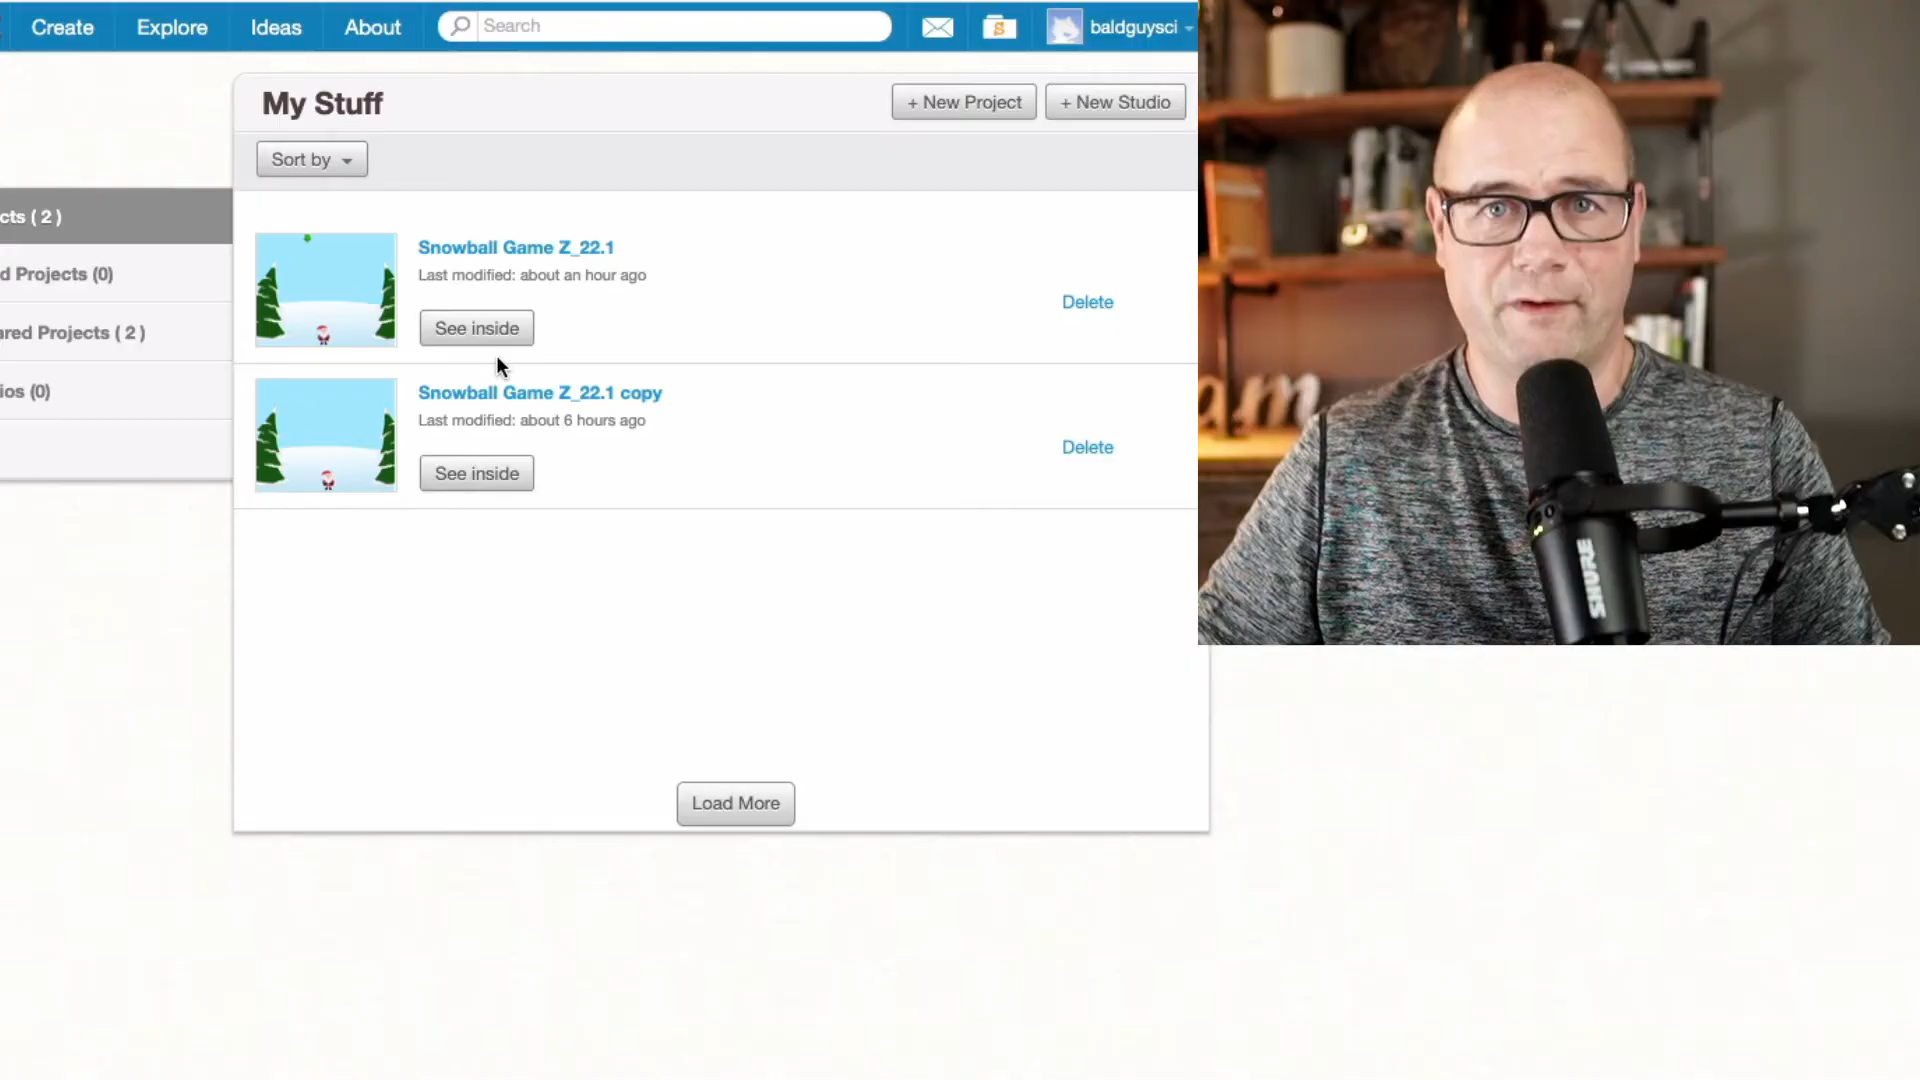 Create
Explore
Ideas
About
Search
S
baldguysci
My Stuff
+ New Project
+ New Studio
Sort by
cts ( 2 )
d Projects (0)
ared Projects ( 2 )
ios (0)
Snowball Game Z_22.1
Last modified: about an hour ago
See inside
Delete
Snowball Game Z_22.1 copy
Last modified: about 6 hours ago
See inside
Delete
Load More
am
SHURE